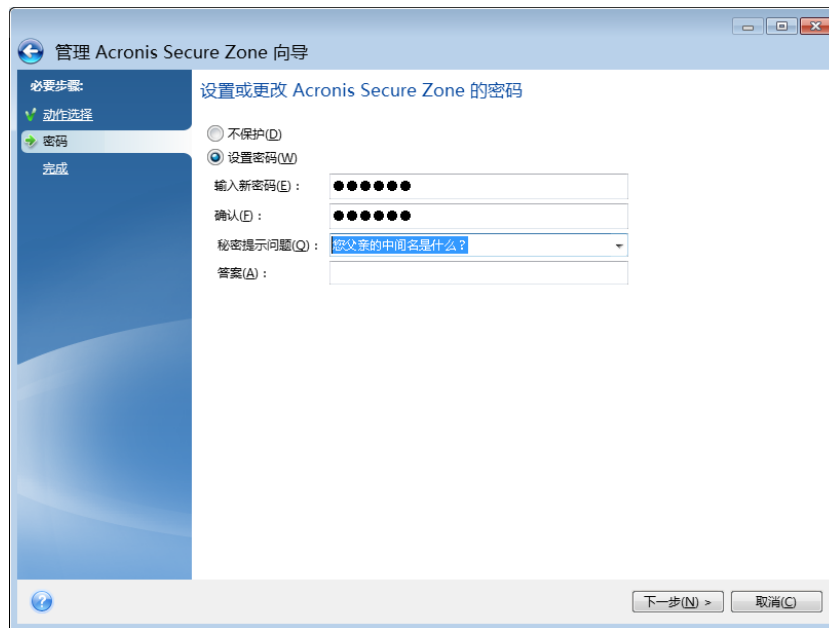 管理 Acronis Secure Zone 向导
必要步骤:
动作选择
密码
完成
设置或更改 Acronis Secure Zone 的密码
不保护(D)
设置密码(W)
输入新密码(E)：
●●●●●●
确认(F)：
●●●●●●
秘密提示问题(Q)：
您父亲的中间名是什么？
答案(A)：
下一步(N) >
取消(C)